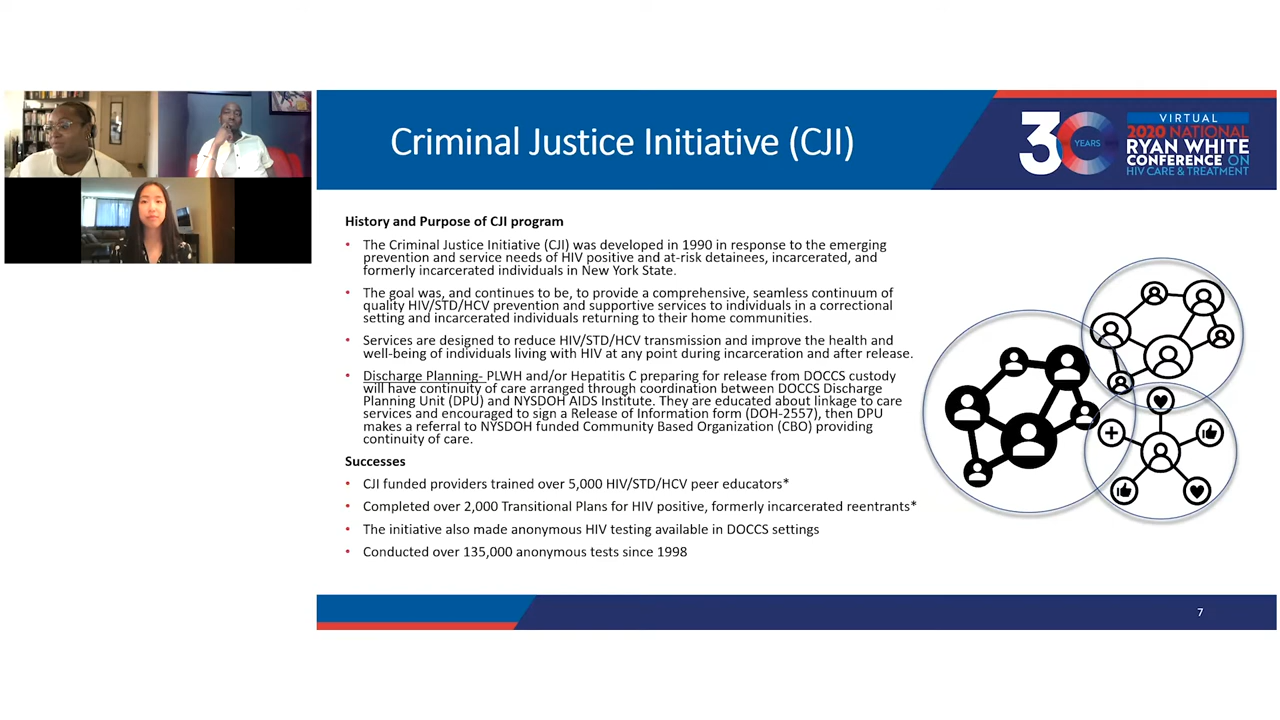 Criminal Justice Initiative (CJI)
30
YEARS
VIRTUAL
2020 NATIONAL
RYAN WHITE
CONFERENCE ON
HIV CARE & TREATMENT
History and Purpose of CJI program
• The Criminal Justice Initiative (CJI) was developed in 1990 in response to the emerging
prevention and service needs of HIV positive and at-risk detainees, incarcerated, and
formerly incarcerated individuals in New York State.
• The goal was, and continues to be, to provide a comprehensive, seamless continuum of
quality HIV/STD/HCV prevention and supportive services to individuals in a correctional
setting and incarcerated individuals returning to their home communities.
• Services are designed to reduce HIV/STD/HCV transmission and improve the health and
well-being of individuals living with HIV at any point during incarceration and after release.
• Discharge Planning- PLWH and/or Hepatitis C preparing for release from DOCCS custody
will have continuity of care arranged through coordination between DOCCS Discharge
Planning Unit (DPU) and NYSDOH AIDS Institute. They are educated about linkage to care
services and encouraged to sign a Release of Information form (DOH-2557), then DPU
makes a referral to NYSDOH funded Community Based Organization (CBO) providing
continuity of care.
Successes
• CJI funded providers trained over 5,000 HIV/STD/HCV peer educators*
• Completed over 2,000 Transitional Plans for HIV positive, formerly incarcerated reentrants*
• The initiative also made anonymous HIV testing available in DOCCS settings
• Conducted over 135,000 anonymous tests since 1998
7